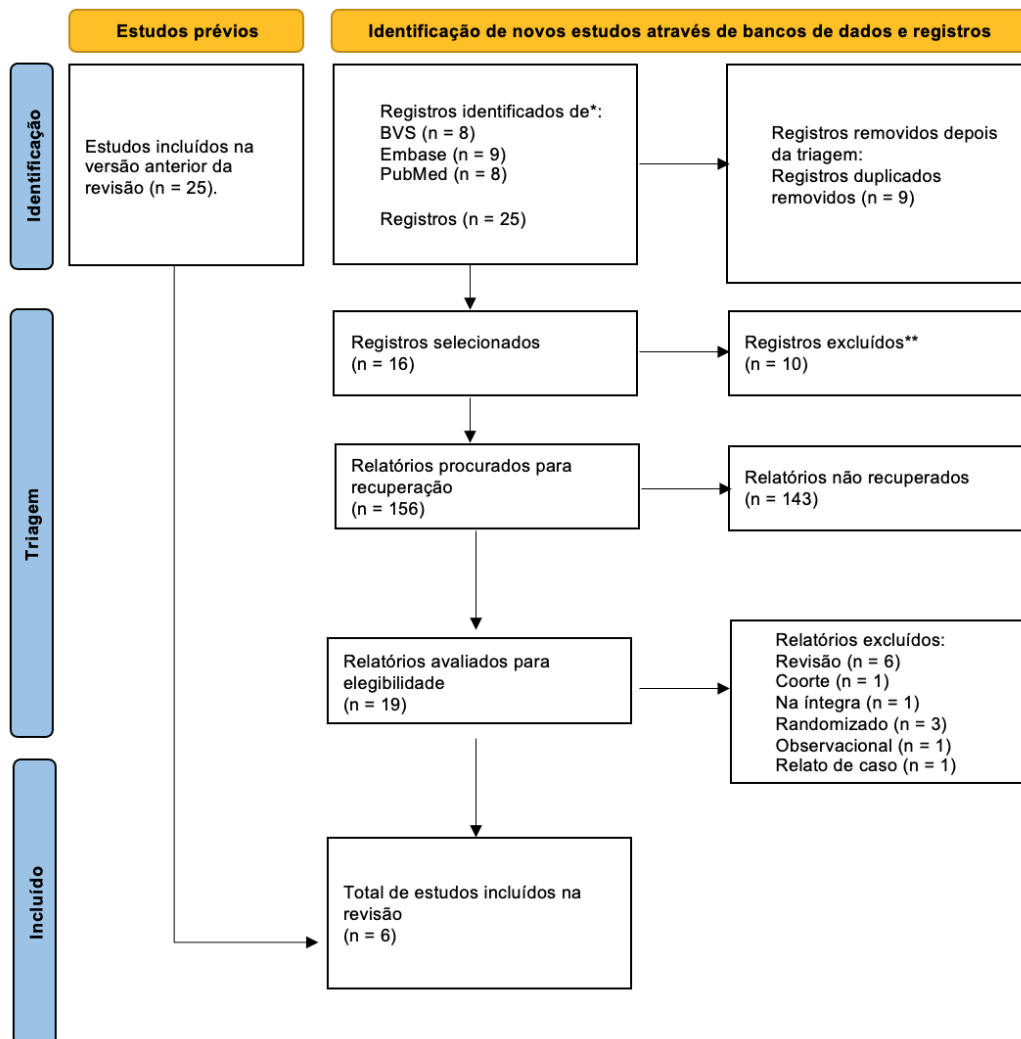 Estudos prévios
Identificação de novos estudos através de bancos de dados e registros
Identificação
Estudos incluídos na
versão anterior da
revisão (n = 25).
Registros identificados de*:
BVS (n = 8)
Embase (n = 9)
PubMed (n = 8)
Registros (n = 25)
Registros removidos depois
da triagem:
Registros duplicados
removidos (n = 9)
Triagem
Registros selecionados
(n = 16)
Registros excluídos**
(n = 10)
Relatórios procurados para
recuperação
(n = 156)
Relatórios não recuperados
(n = 143)
Relatórios avaliados para
elegibilidade
(n = 19)
Relatórios excluídos:
Revisão (n = 6)
Coorte (n = 1)
Na íntegra (n = 1)
Randomizado (n = 3)
Observacional (n = 1)
Relato de caso (n = 1)
Incluído
Total de estudos incluídos na
revisão
(n = 6)